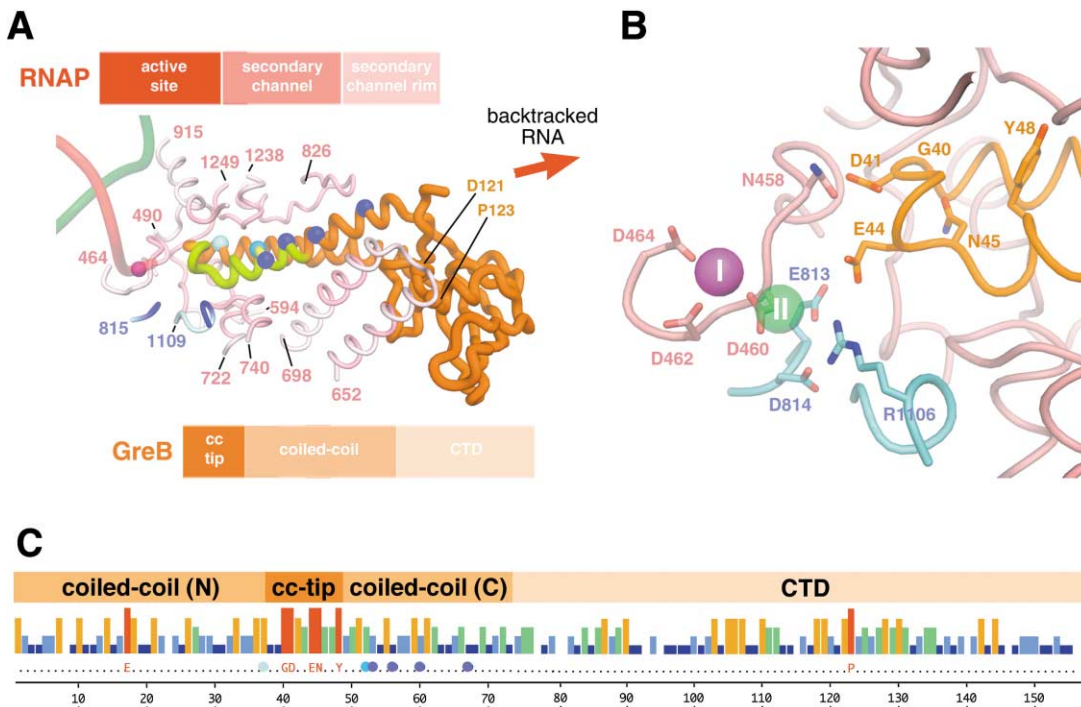 A
RNAP
active site
secondary channel
secondary channel rim
backtracked RNA
915
1249
1238
826
D121
P123
490
464
815
1109
594
722
740
698
652
GreB
cc tip
coiled-coil
CTD
B
Y48
G40
D41
N458
E44
N45
D464
I
E813
II
D462
D460
D814
R1106
C
coiled-coil (N) cc-tip coiled-coil (C) CTD
E GD EN Y P
10 20 30 40 50 60 70 80 90 100 110 120 130 140 150